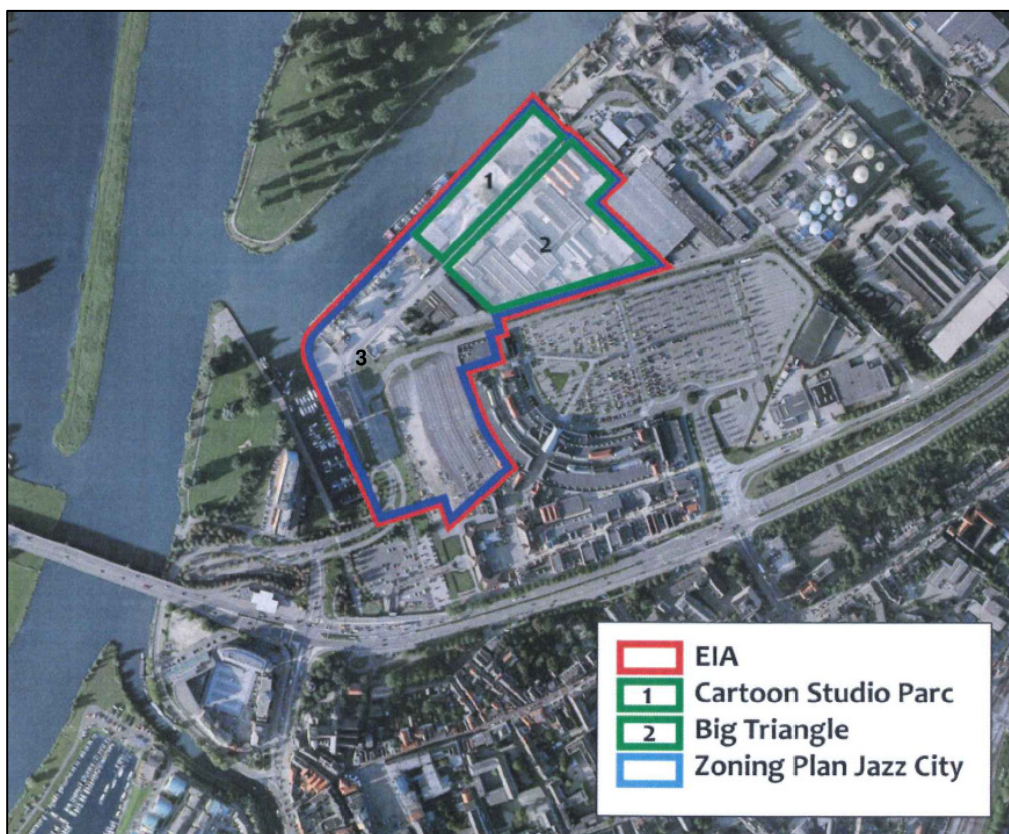 1
2
3
EIA
1 Cartoon Studio Parc
2 Big Triangle
Zoning Plan Jazz City